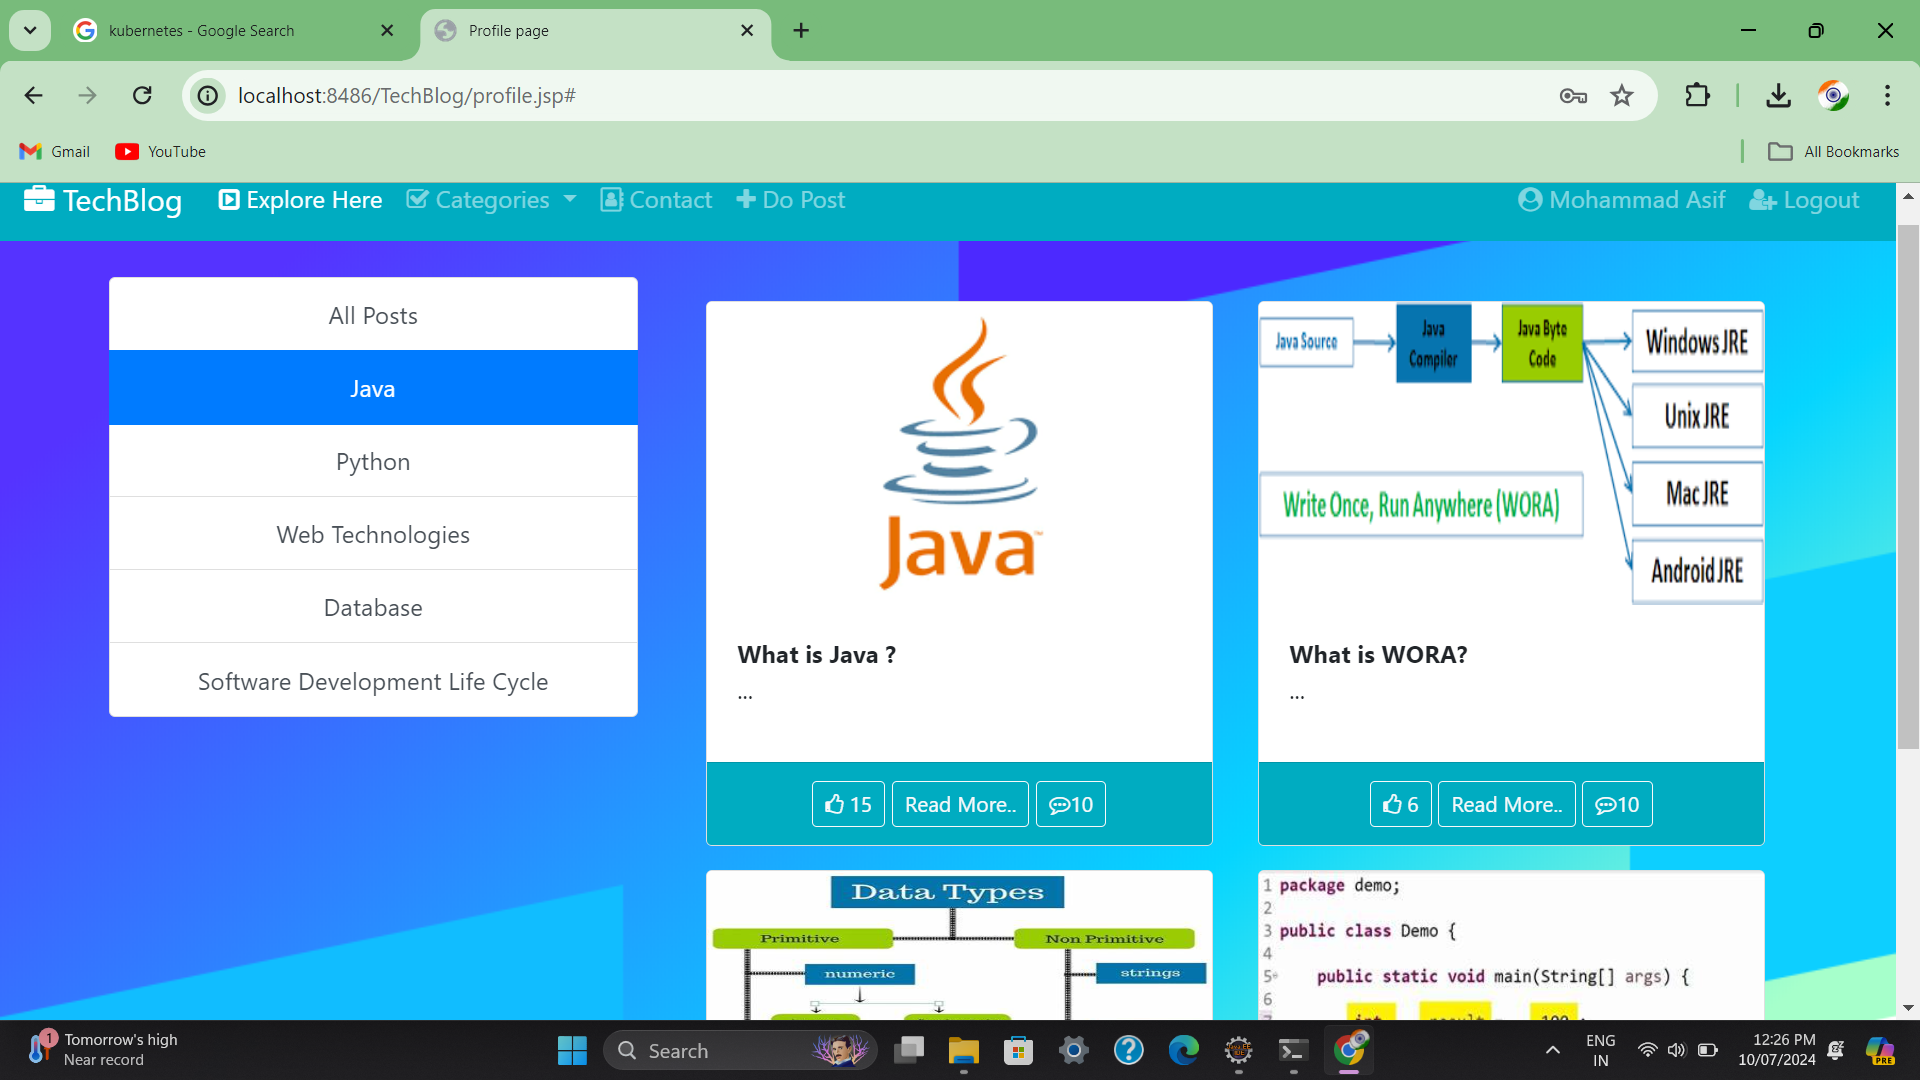 kubernetes - Google Search
Profile page
localhost:8486/TechBlog/profile.jsp#
Gmail
YouTube
All Bookmarks
TechBlog
Explore Here
Categories
Contact
Do Post
Mohammad Asif
Logout
All Posts
Java
Python
Web Technologies
Database
Software Development Life Cycle
Java™
What is Java ?
...
15
Read More..
10
Java Source
Java
Compiler
Java Byte
Code
Windows JRE
Unix JRE
Mac JRE
Android JRE
Write Once, Run Anywhere (WORA)
What is WORA?
...
6
Read More..
10
Data Types
Primitive
Non Primitive
numeric
strings
1 package demo;
2
3 public class Demo {
4
5 public static void main(String[] args) {
6
1
Tomorrow's high
Near record
Search
ENG
IN
12:26 PM
10/07/2024
PRE